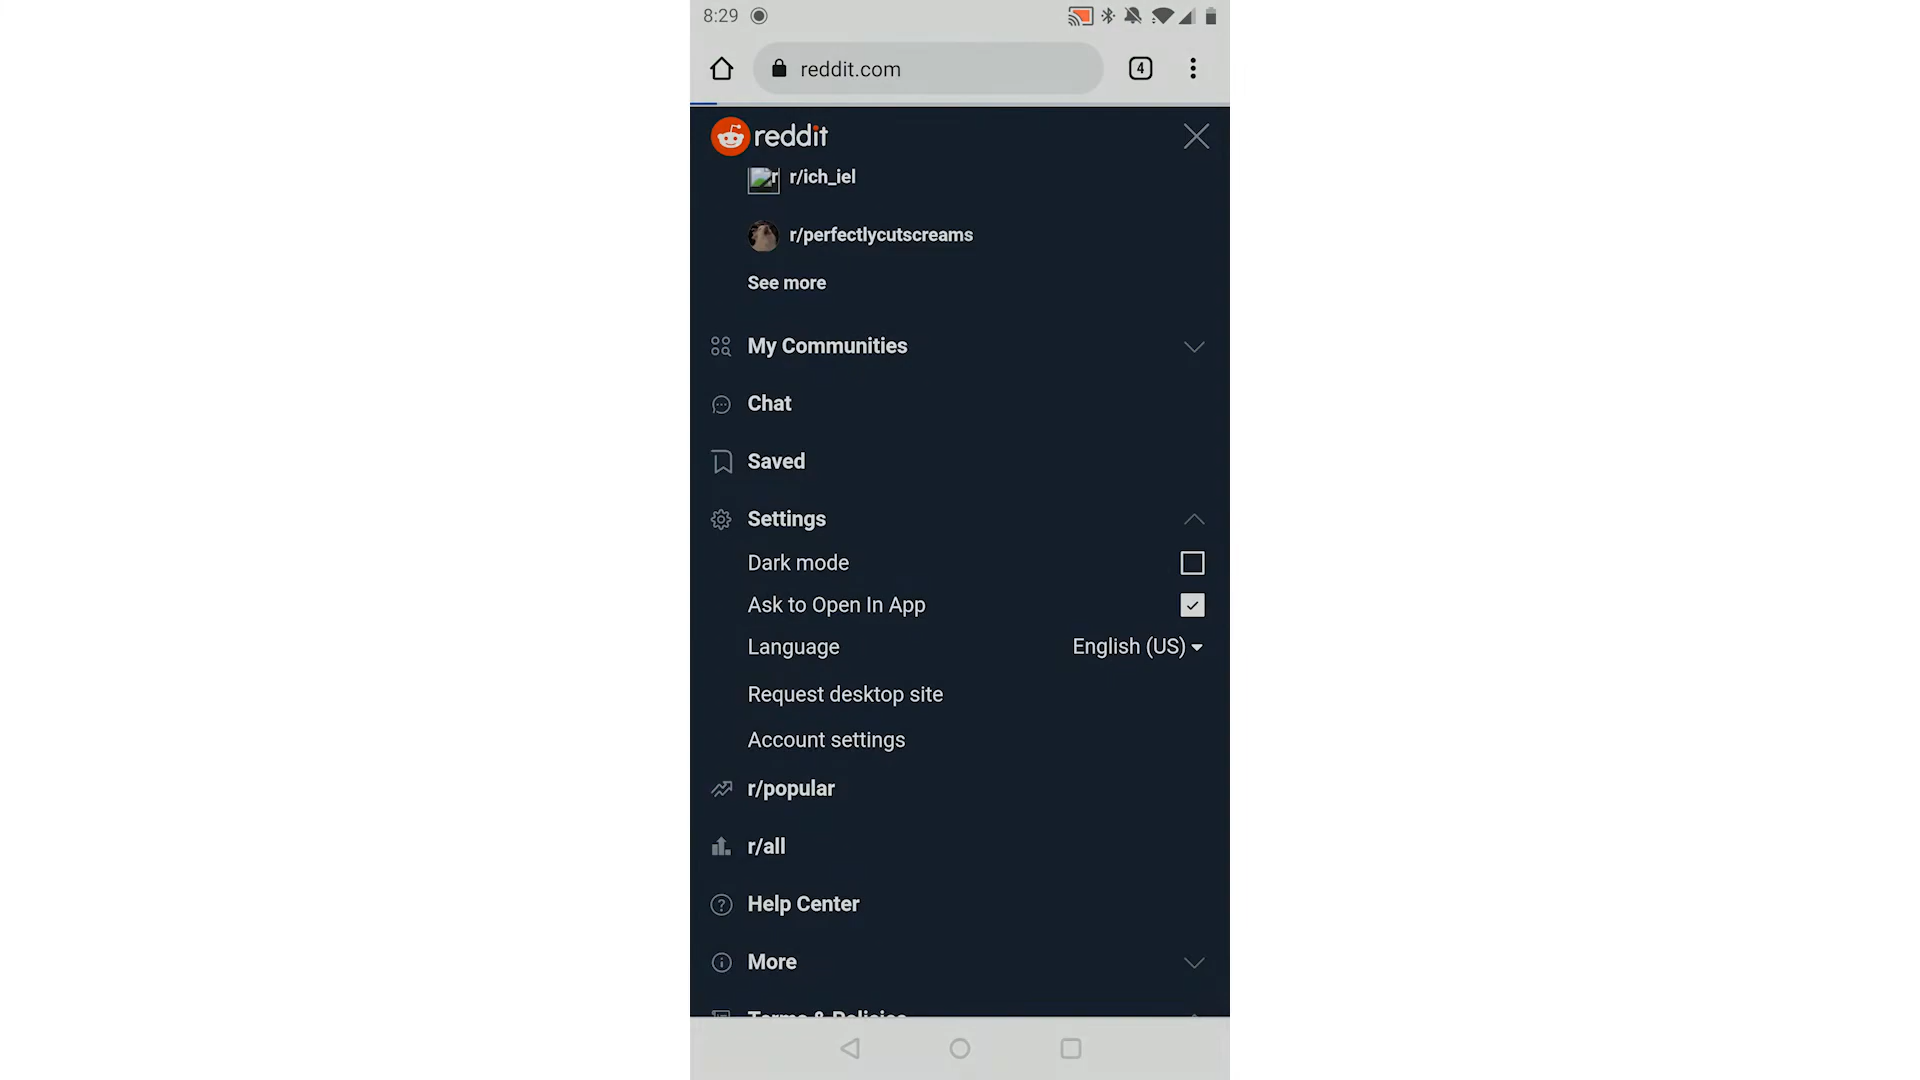 8:29
reddit.com
4
reddit
r r/ich_iel
r/perfectlycutscreams
See more
My Communities
Chat
Saved
Settings
Dark mode
Ask to Open In App
Language English (US)
Request desktop site
Account settings
r/popular
r/all
Help Center
More
Terms & Policies